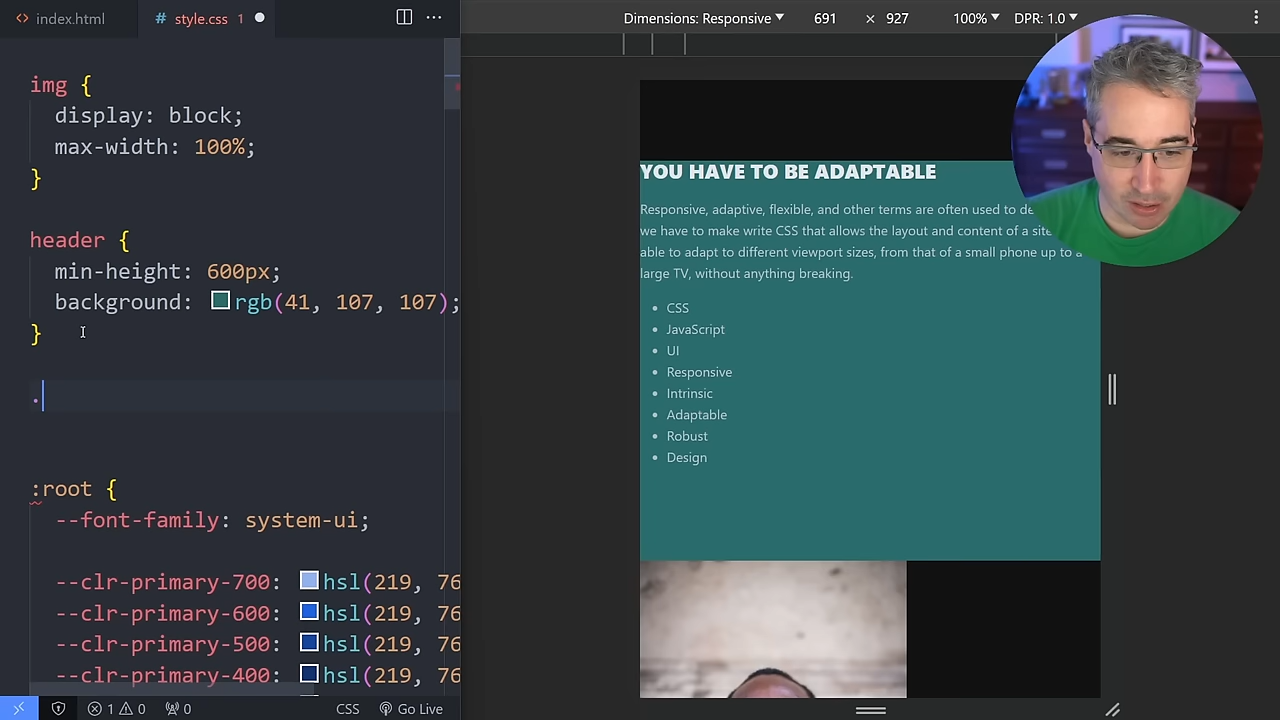 index.html
style.css 1
Dimensions: Responsive 691 × 927 100% DPR: 1.0
img {
display: block;
max-width: 100%;
}
header {
min-height: 600px;
background: rgb(41, 107, 107);
}
.
:root {
--font-family: system-ui;
--clr-primary-700: hsl(219, 76
--clr-primary-600: hsl(219, 76
--clr-primary-500: hsl(219, 76
--clr-primary-400: hsl(219, 76
1 0 0 CSS Go Live
YOU HAVE TO BE ADAPTABLE
Responsive, adaptive, flexible, and other terms are often used to de
we have to make write CSS that allows the layout and content of a site
able to adapt to different viewport sizes, from that of a small phone up to a
large TV, without anything breaking.
CSS
JavaScript
UI
Responsive
Intrinsic
Adaptable
Robust
Design